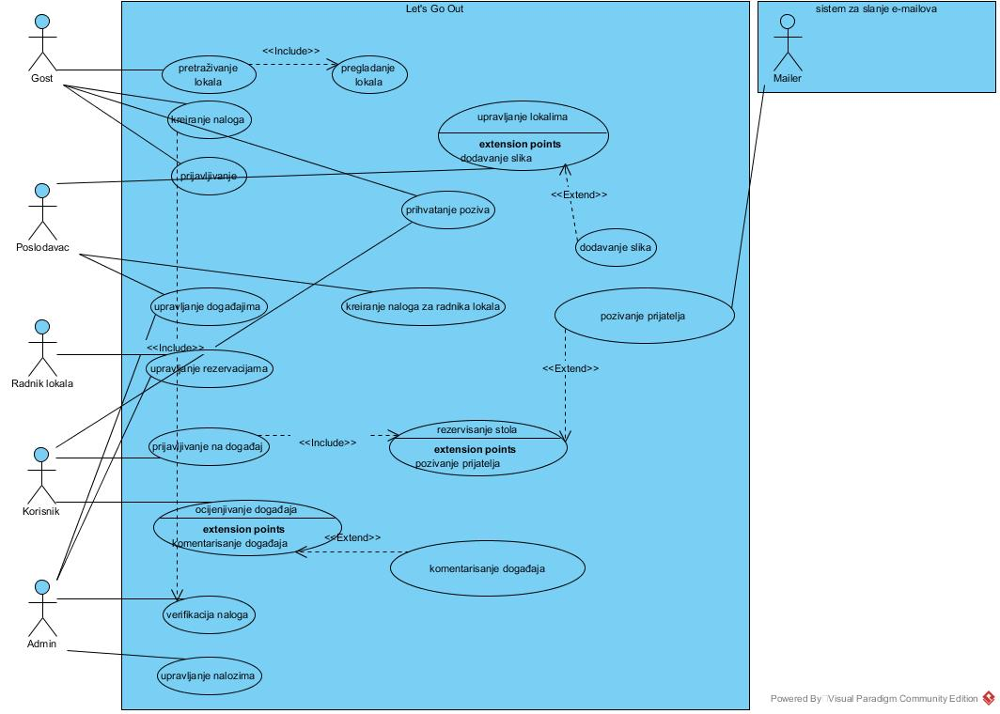 Let's Go Out
sistem za slanje e-mailova
Gost
<<Include>>
pretraživanje
lokala
pregladanje
lokala
Mailer
kreiranje naloga
upravljanje lokalima
extension points
dodavanje slika
prijavljivanje
<<Extend>>
prihvatanje poziva
Poslodavac
dodavanje slika
upravljanje događajima
kreiranje naloga za radnika lokala
pozivanje prijatelja
<<Include>>
Radnik lokala
upravljanje rezervacijama
<<Extend>>
prijavljivanje na događaj
<<Include>>
rezervisanje stola
extension points
pozivanje prijatelja
Korisnik
ocijenjivanje događaja
extension points
komentarisanje događaja
<<Extend>>
komentarisanje događaja
Admin
verifikacija naloga
upravljanje nalozima
Powered By Visual Paradigm Community Edition